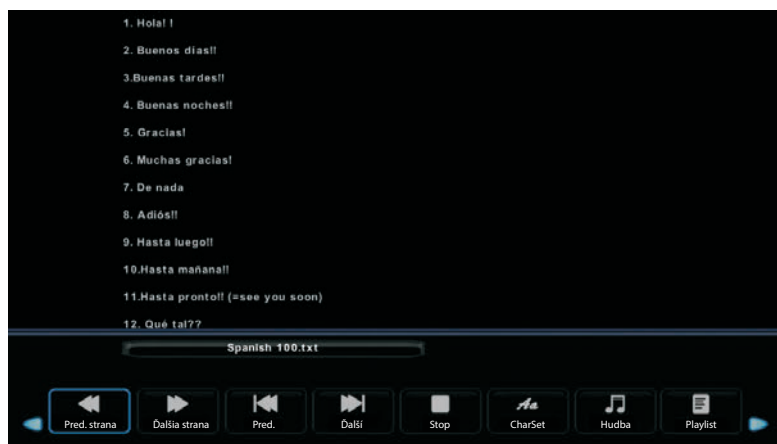 1. Hola! !
2. Buenos dias!!
3.Buenas tardes!!
4. Buenas noches!!
5. Gracias!
6. Muchas gracias!
7. De nada
8. Adiós!!
9. Hasta luego!!
10.Hasta mañana!!
11.Hasta pronto!! (=see you soon)
12. Qué tal??
Spanish 100.txt
Pred. strana Ďalšia strana Pred. Ďalší Stop CharSet Hudba Playlist